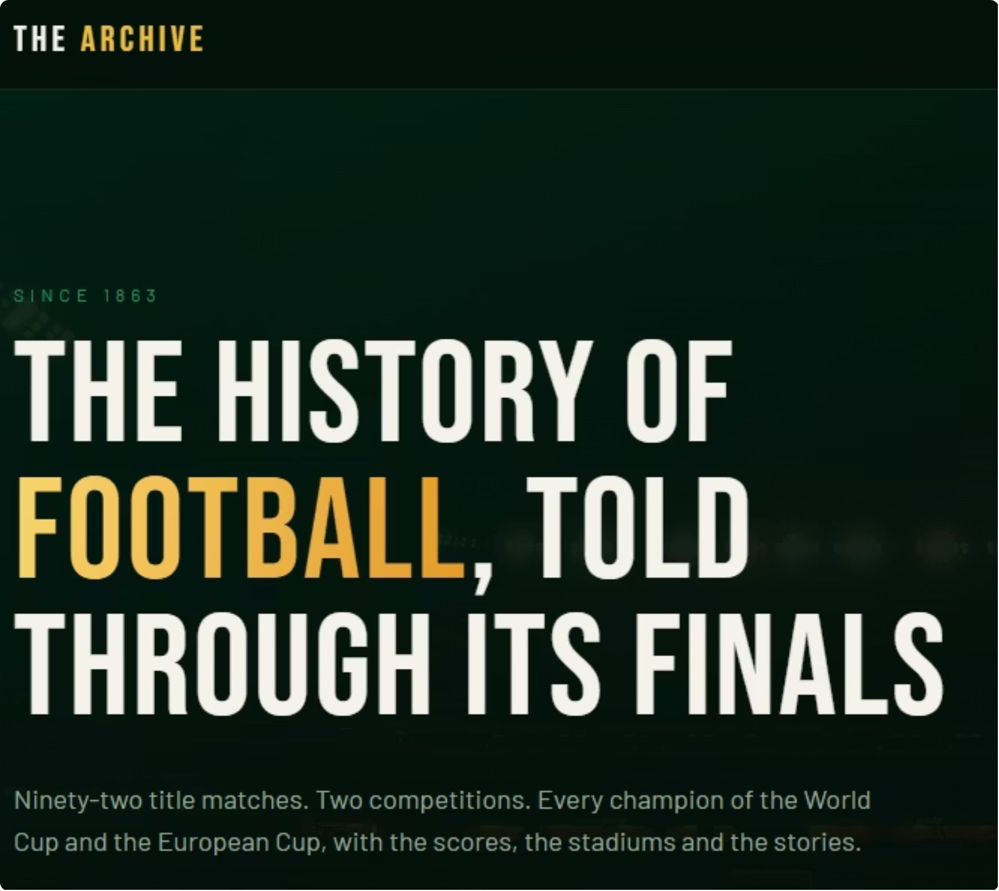 THE ARCHIVE
SINCE 1863
THE HISTORY OF
FOOTBALL, TOLD
THROUGH ITS FINALS
Ninety-two title matches. Two competitions. Every champion of the World
Cup and the European Cup, with the scores, the stadiums and the stories.